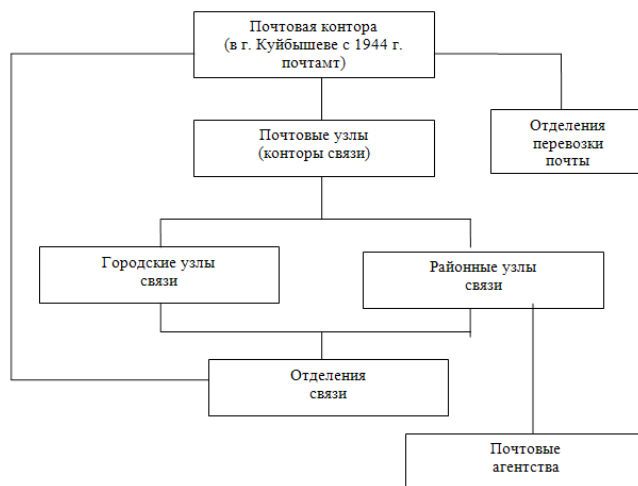 Почтовая контора
(в г. Куйбышеве с 1944 г.
почтамт)
Почтовые узлы
(конторы связи)
Отделения
перевозки
почты
Городские узлы
связи
Районные узлы
связи
Отделения
связи
Почтовые
агентства